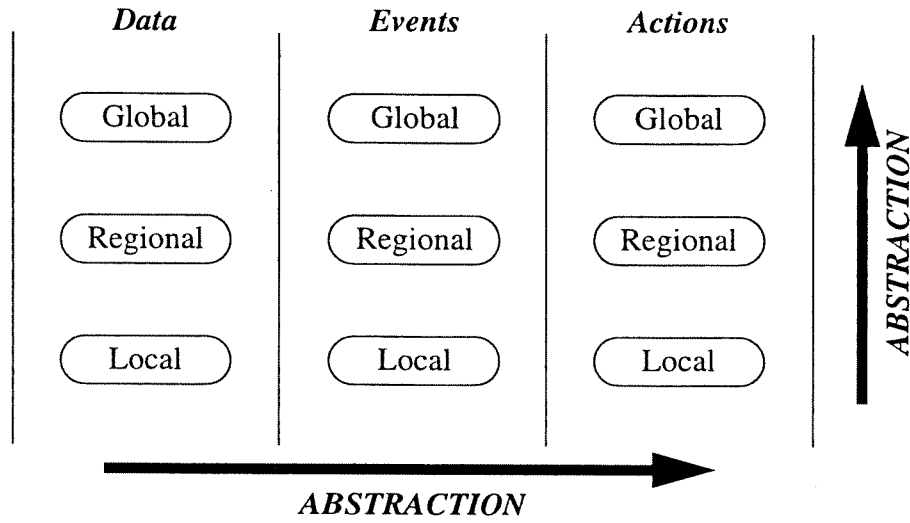 Data Events Actions
Global Global Global
Regional Regional Regional
Local Local Local
ABSTRACTION
ABSTRACTION